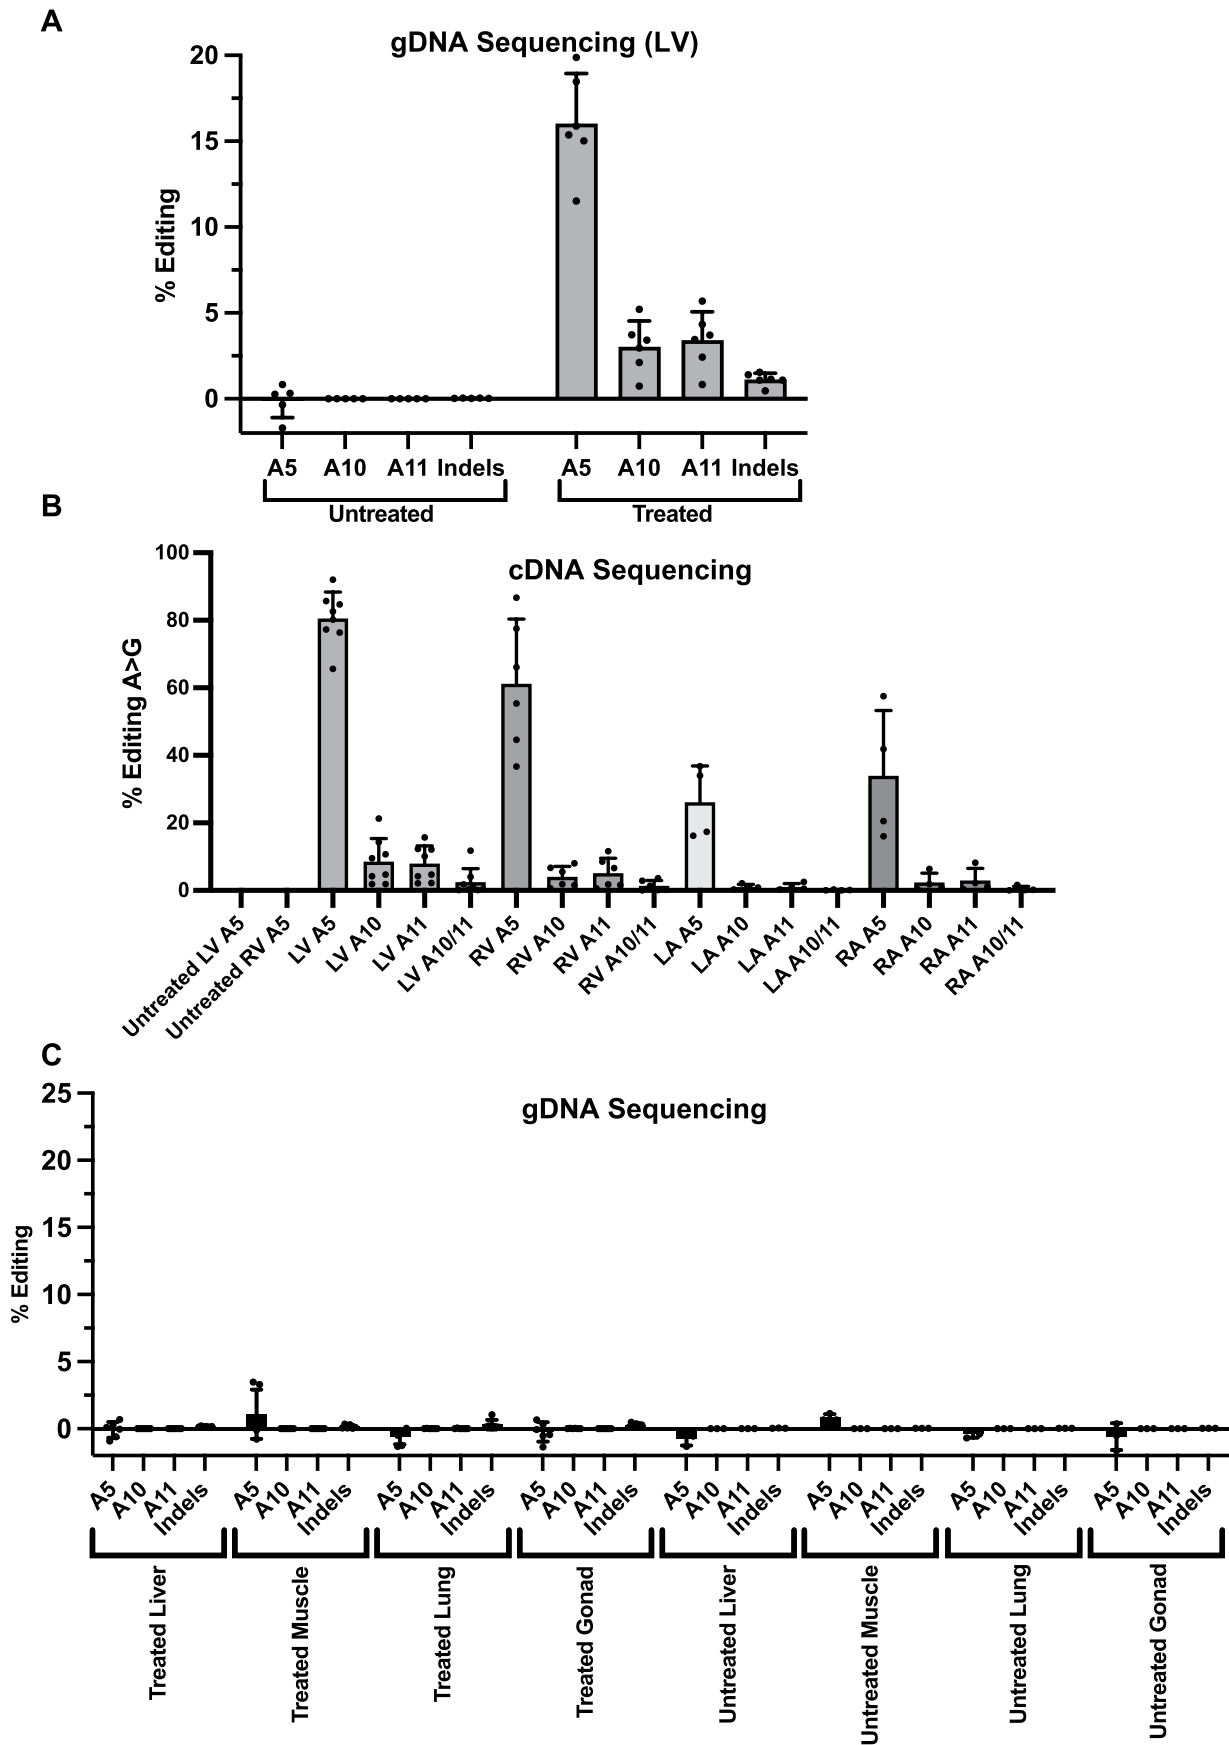 A
gDNA Sequencing (LV)
20
15
10
5
0
% Editing
A5 A10 A11 Indels A5 A10 A11 Indels
Untreated Treated
B
cDNA Sequencing
100
80
60
40
20
0
% Editing A>G
Untreated LV A5
Untreated RV A5
LV A5
LV A10
LV A11
LV A10/11
RV A5
RV A10
RV A11
RV A10/11
LA A5
LA A10
LA A11
LA A10/11
RA A5
RA A10
RA A11
RA A10/11
C
gDNA Sequencing
25
20
15
10
5
0
% Editing
A5 A10 A11 Indels A5 A10 A11 Indels A5 A10 A11 Indels A5 A10 A11 Indels A5 A10 A11 Indels A5 A10 A11 Indels A5 A10 A11 Indels A5 A10 A11 Indels
Treated Liver
Treated Muscle
Treated Lung
Treated Gonad
Untreated Liver
Untreated Muscle
Untreated Lung
Untreated Gonad